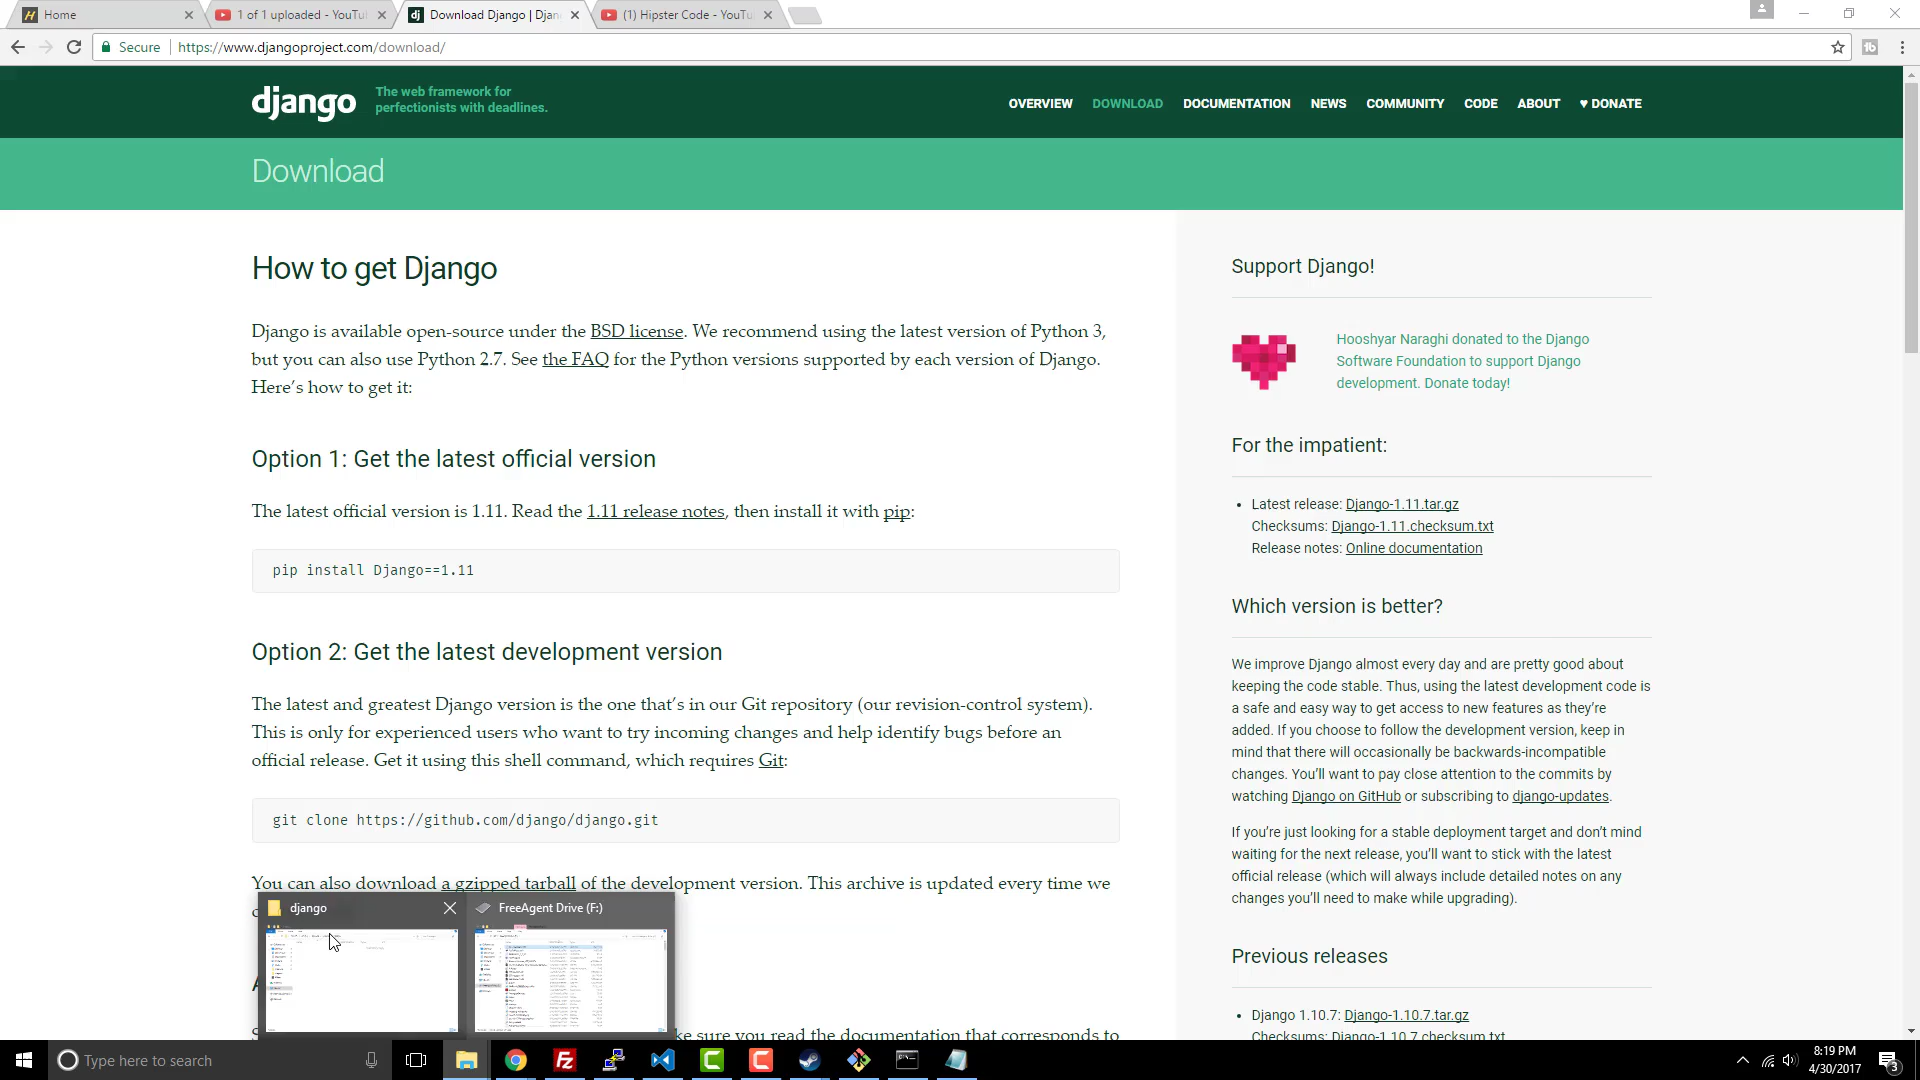 Home
1 of 1 uploaded - YouTu
Download Django | Djan
(1) Hipster Code - YouTu
Secure
https://www.djangoproject.com/download/
django
The web framework for
perfectionists with deadlines.
OVERVIEW DOWNLOAD DOCUMENTATION NEWS COMMUNITY CODE ABOUT ♥ DONATE
Download
How to get Django
Django is available open-source under the BSD license. We recommend using the latest version of Python 3,
but you can also use Python 2.7. See the FAQ for the Python versions supported by each version of Django.
Here’s how to get it:
Option 1: Get the latest official version
The latest official version is 1.11. Read the 1.11 release notes, then install it with pip:
pip install Django==1.11
Option 2: Get the latest development version
The latest and greatest Django version is the one that’s in our Git repository (our revision-control system).
This is only for experienced users who want to try incoming changes and help identify bugs before an
official release. Get it using this shell command, which requires Git:
git clone https://github.com/django/django.git
You can also download a gzipped tarball of the development version. This archive is updated every time we
ke sure you read the documentation that corresponds to
Support Django!
Hooshyar Naraghi donated to the Django
Software Foundation to support Django
development. Donate today!
For the impatient:
• Latest release: Django-1.11.tar.gz
Checksums: Django-1.11.checksum.txt
Release notes: Online documentation
Which version is better?
We improve Django almost every day and are pretty good about
keeping the code stable. Thus, using the latest development code is
a safe and easy way to get access to new features as they’re
added. If you choose to follow the development version, keep in
mind that there will occasionally be backwards-incompatible
changes. You’ll want to pay close attention to the commits by
watching Django on GitHub or subscribing to django-updates.
If you’re just looking for a stable deployment target and don’t mind
waiting for the next release, you’ll want to stick with the latest
official release (which will always include detailed notes on any
changes you’ll need to make while upgrading).
Previous releases
• Django 1.10.7: Django-1.10.7.tar.gz
Checksums: Django-1.10.7.checksum.txt
django
FreeAgent Drive (F:)
Type here to search
8:19 PM
4/30/2017
3